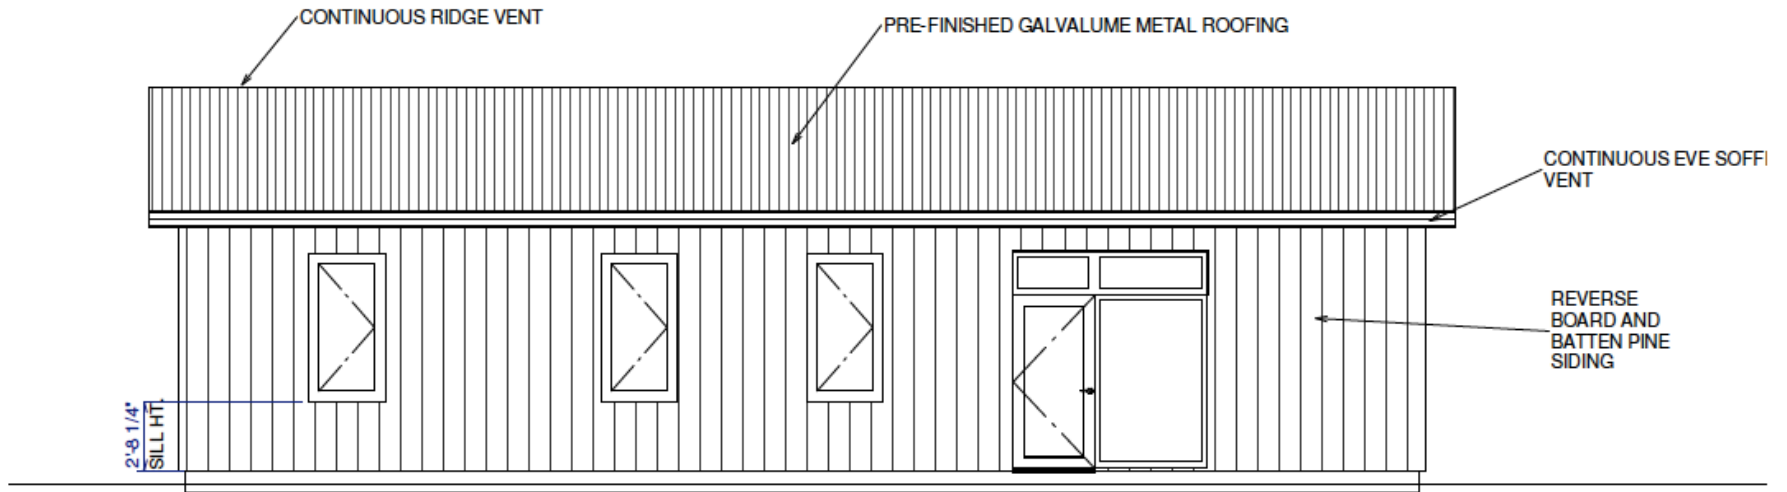 CONTINUOUS RIDGE VENT
PRE-FINISHED GALVALUME METAL ROOFING
CONTINUOUS EVE SOFFI
VENT
REVERSE
BOARD AND
BATTEN PINE
SIDING
2'-8 1/4"
SILL HT.